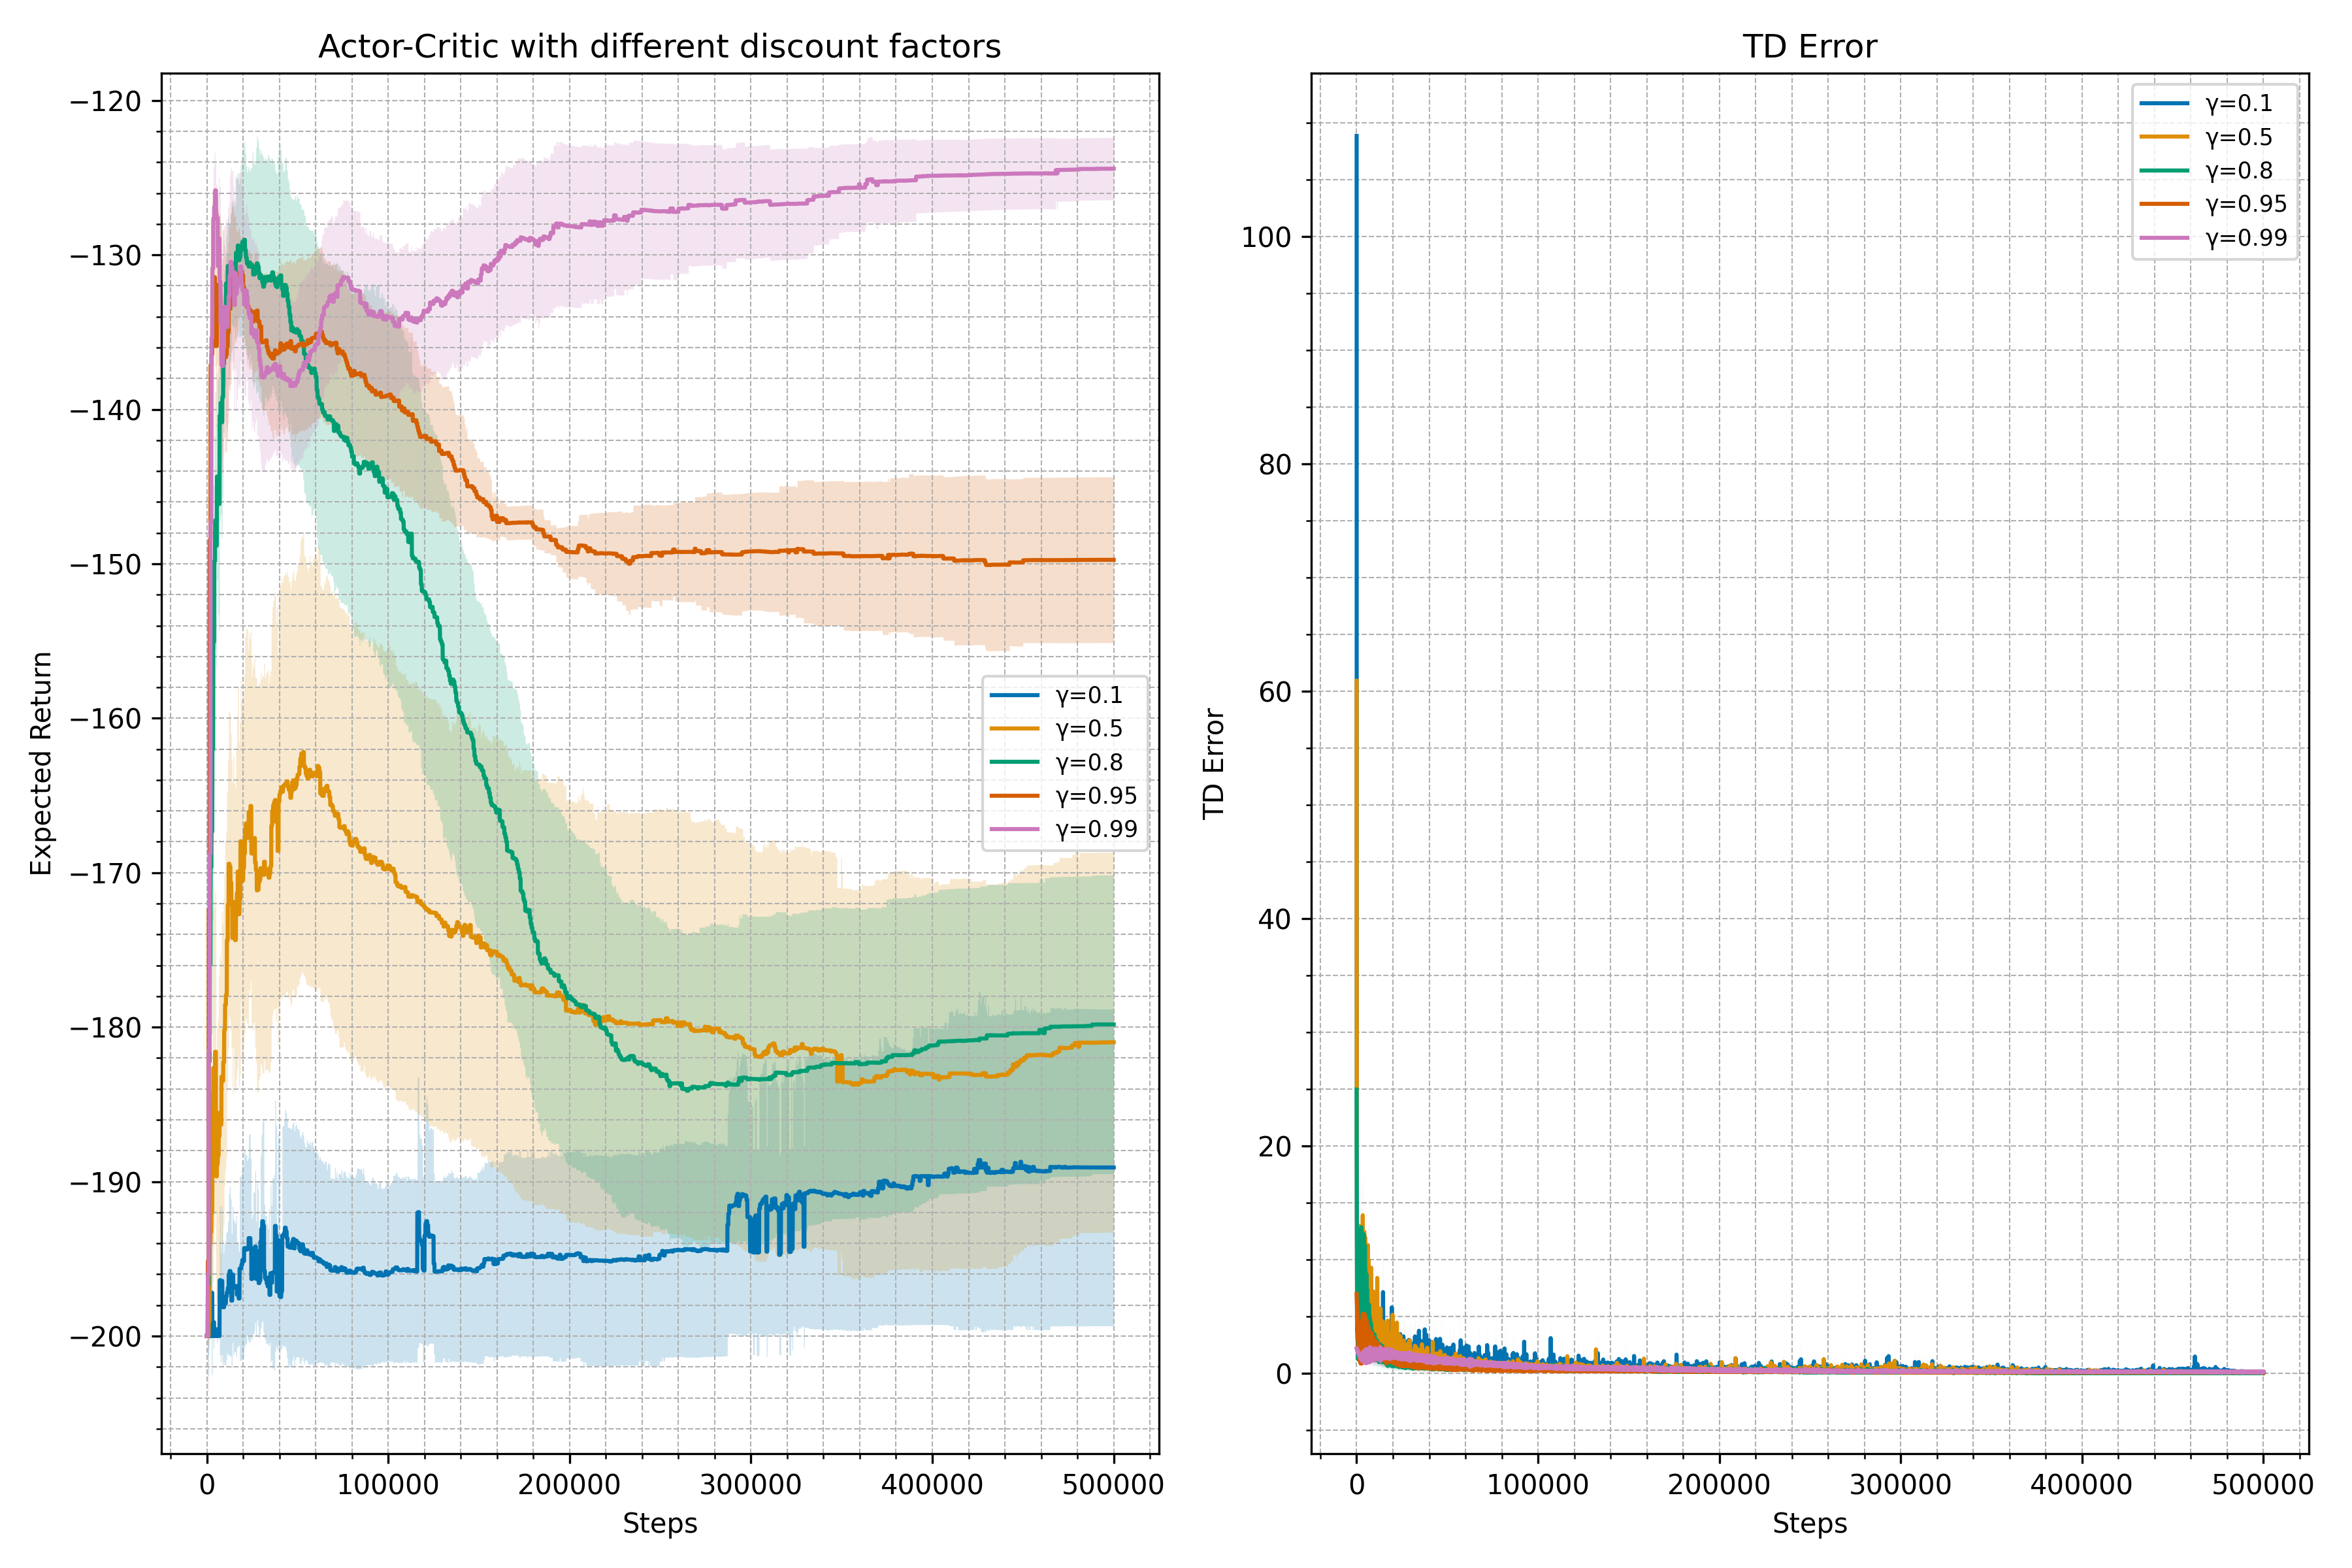 Actor-Critic with different discount factors
−120
−130
−140
−150
−160
−170
−180
−190
−200
Expected Return
γ=0.1
γ=0.5
γ=0.8
γ=0.95
γ=0.99
0 100000 200000 300000 400000 500000
Steps
TD Error
100
80
60
40
20
0
TD Error
γ=0.1
γ=0.5
γ=0.8
γ=0.95
γ=0.99
0 100000 200000 300000 400000 500000
Steps